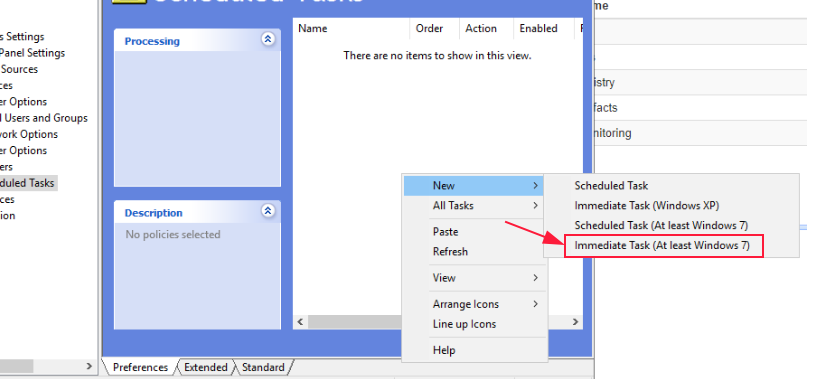 Scheduled Tasks
me
s Settings
Panel Settings
Sources
ces
er Options
l Users and Groups
work Options
er Options
ers
duled Tasks
ces
ion
Processing
Description
No policies selected
Name Order Action Enabled
There are no items to show in this view.
istry
facts
nitoring
New
All Tasks
Paste
Refresh
View
Arrange Icons
Line up Icons
Help
Scheduled Task
Immediate Task (Windows XP)
Scheduled Task (At least Windows 7)
Immediate Task (At least Windows 7)
Preferences Extended Standard